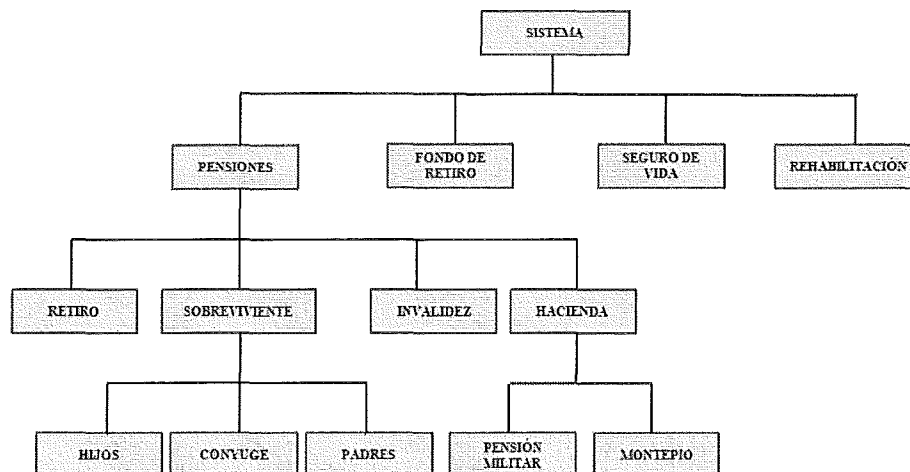 SISTEMA
PENSIONES
FONDO DE
RETIRO
SEGURO DE
VIDA
REHABILITACIÓN
RETIRO
SOBREVIVIENTE
INVALIDEZ
HACIENDA
HIJOS
CONYUGE
PADRES
PENSIÓN
MILITAR
MONTEPIO